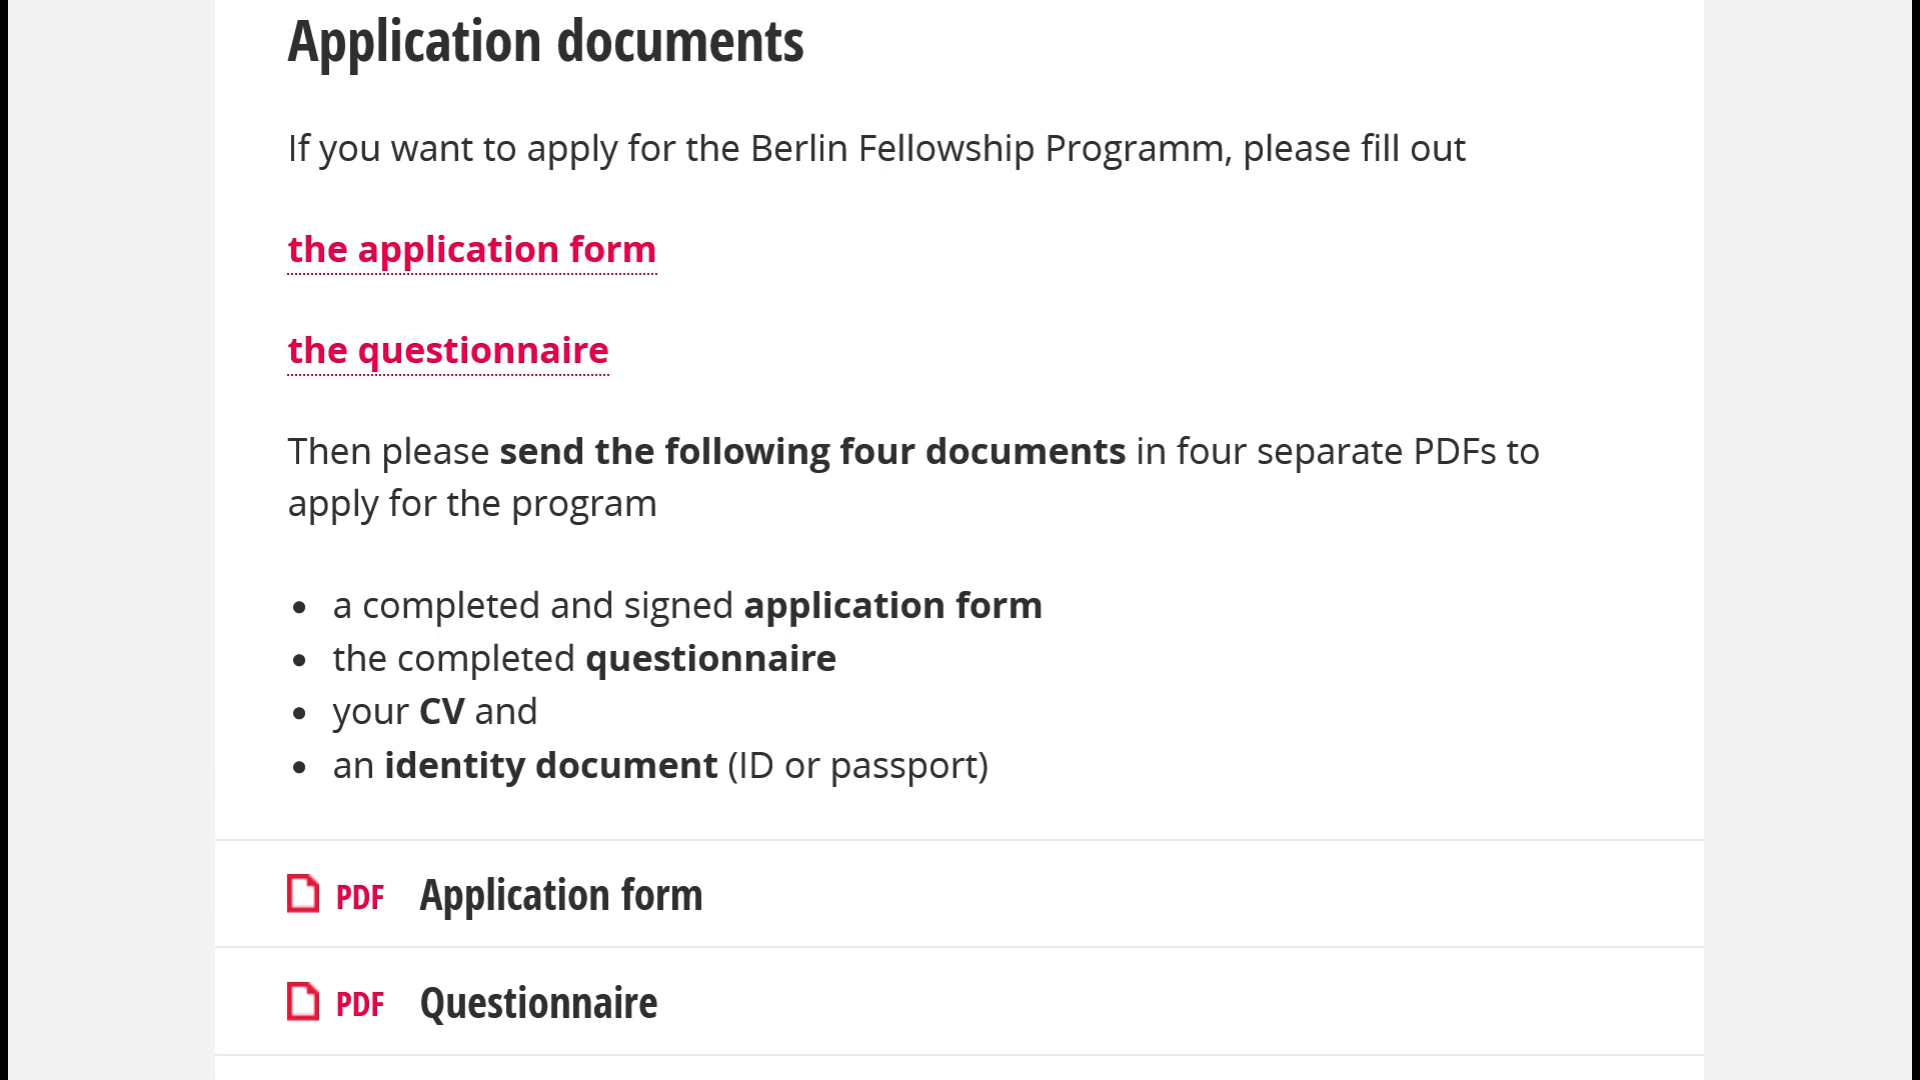 Application documents
If you want to apply for the Berlin Fellowship Programm, please fill out
the application form
the questionnaire
Then please send the following four documents in four separate PDFs to
apply for the program
• a completed and signed application form
• the completed questionnaire
• your CV and
• an identity document (ID or passport)
PDF Application form
PDF Questionnaire